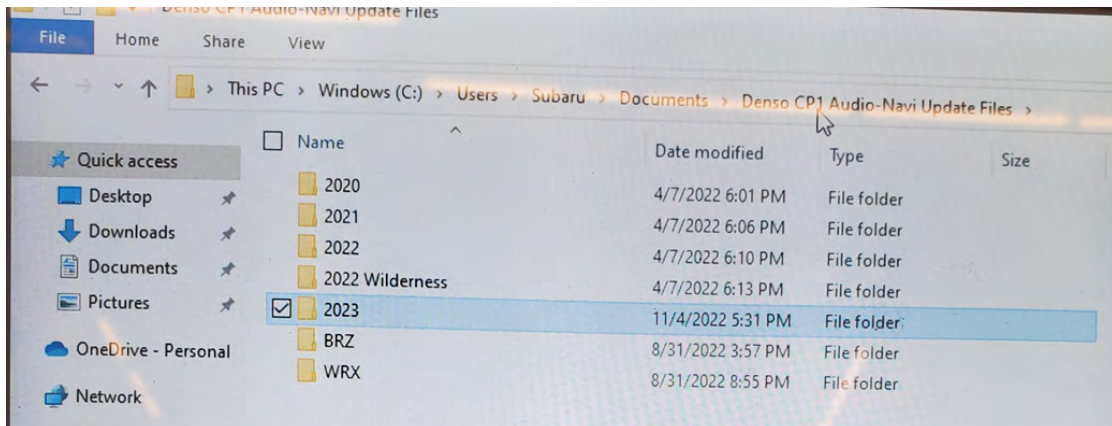 Denso CP1 Audio-Navi Update Files
File Home Share View
This PC > Windows (C:) > Users > Subaru > Documents > Denso CP1 Audio-Navi Update Files >
Name Date modified Type Size
Quick access
Desktop
Downloads
Documents
Pictures
OneDrive - Personal
Network
2020 4/7/2022 6:01 PM File folder
2021 4/7/2022 6:06 PM File folder
2022 4/7/2022 6:10 PM File folder
2022 Wilderness 4/7/2022 6:13 PM File folder
2023 11/4/2022 5:31 PM File folder
BRZ 8/31/2022 3:57 PM File folder
WRX 8/31/2022 8:55 PM File folder